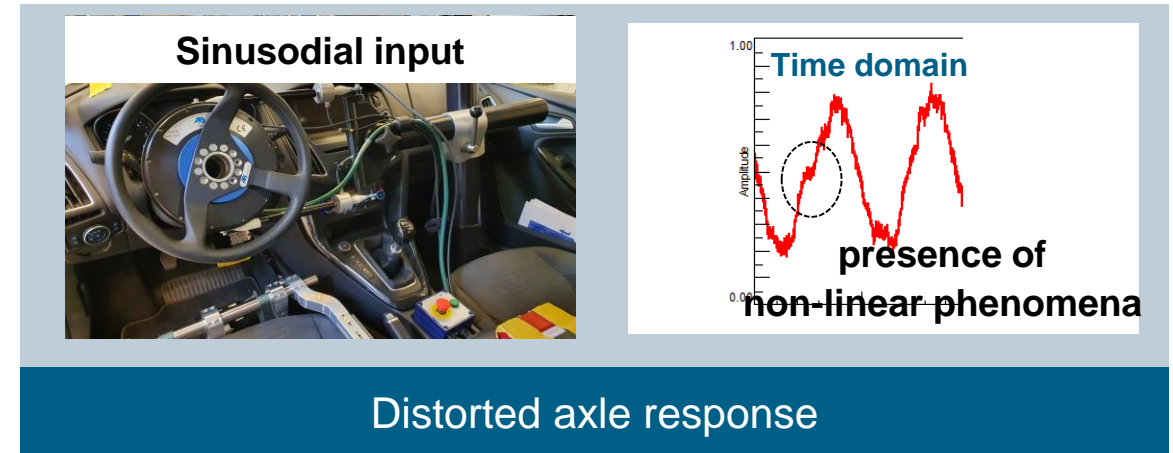 Sinusodial input
1.00
Time domain
Amplitude
presence of
0.00
non-linear phenomena
Distorted axle response